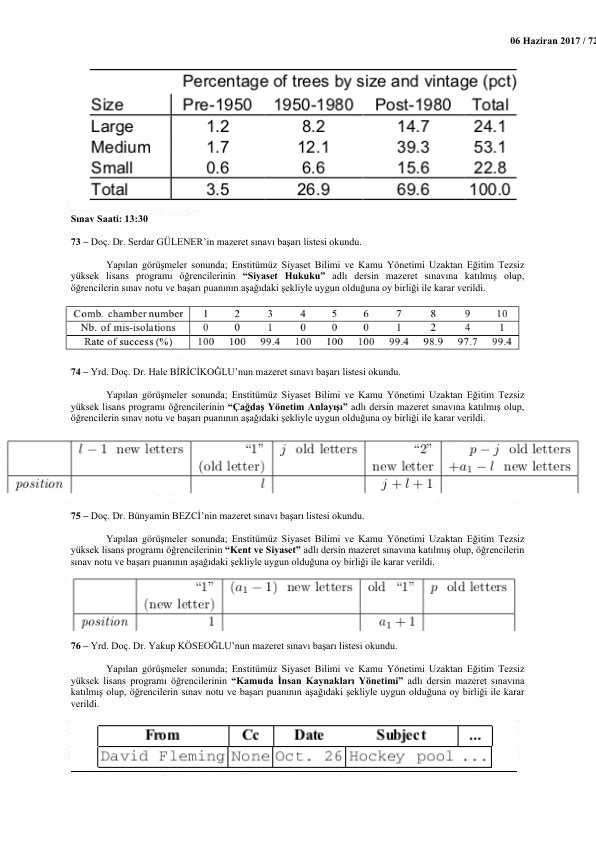 06 Haziran 2017 / 72
Percentage of trees by size and vintage (pct)
Size Pre-1950 1950-1980 Post-1980 Total
Large 1.2 8.2 14.7 24.1
Medium 1.7 12.1 39.3 53.1
Small 0.6 6.6 15.6 22.8
Total 3.5 26.9 69.6 100.0
Sınav Saati: 13:30
73 – Doç. Dr. Serdar GÜLENER'in mazeret sınavı başarı listesi okundu.
Yapılan görüşmeler sonunda; Enstitümüz Siyaset Bilimi ve Kamu Yönetimi Uzaktan Eğitim Tezsiz
yüksek lisans programı öğrencilerinin “Siyaset Hukuku” adlı dersin mazeret sınavına katılmış olup,
öğrencilerin sınav notu ve başarı puanının aşağıdaki şekliyle uygun olduğuna oy birliği ile karar verildi.
Comb. chamber number 1 2 3 4 5 6 7 8 9 10
Nb. of mis-isolations 0 0 1 0 0 0 1 2 4 1
Rate of success (%) 100 100 99.4 100 100 100 99.4 98.9 97.7 99.4
74 – Yrd. Doç. Dr. Hale BİRİCİKOĞLU'nun mazeret sınavı başarı listesi okundu.
Yapılan görüşmeler sonunda; Enstitümüz Siyaset Bilimi ve Kamu Yönetimi Uzaktan Eğitim Tezsiz
yüksek lisans programı öğrencilerinin “Çağdaş Yönetim Anlayışı” adlı dersin mazeret sınavına katılmış olup,
öğrencilerin sınav notu ve başarı puanının aşağıdaki şekliyle uygun olduğuna oy birliği ile karar verildi.
l − 1 new letters “1” j old letters “2” p − j old letters
(old letter) new letter +a₁ − l new letters
position l j + l + 1
75 – Doç. Dr. Bünyamin BEZCİ'nin mazeret sınavı başarı listesi okundu.
Yapılan görüşmeler sonunda; Enstitümüz Siyaset Bilimi ve Kamu Yönetimi Uzaktan Eğitim Tezsiz
yüksek lisans programı öğrencilerinin “Kent ve Siyaset” adlı dersin mazeret sınavına katılmış olup, öğrencilerin
sınav notu ve başarı puanının aşağıdaki şekliyle uygun olduğuna oy birliği ile karar verildi.
“1” (a₁ − 1) new letters old “1” p old letters
(new letter)
position 1 a₁ + 1
76 – Yrd. Doç. Dr. Yakup KÖSEOĞLU'nun mazeret sınavı başarı listesi okundu.
Yapılan görüşmeler sonunda; Enstitümüz Siyaset Bilimi ve Kamu Yönetimi Uzaktan Eğitim Tezsiz
yüksek lisans programı öğrencilerinin “Kamuda İnsan Kaynakları Yönetimi” adlı dersin mazeret sınavına
katılmış olup, öğrencilerin sınav notu ve başarı puanının aşağıdaki şekliyle uygun olduğuna oy birliği ile karar
verildi.
From Cc Date Subject ...
David Fleming None Oct. 26 Hockey pool ...